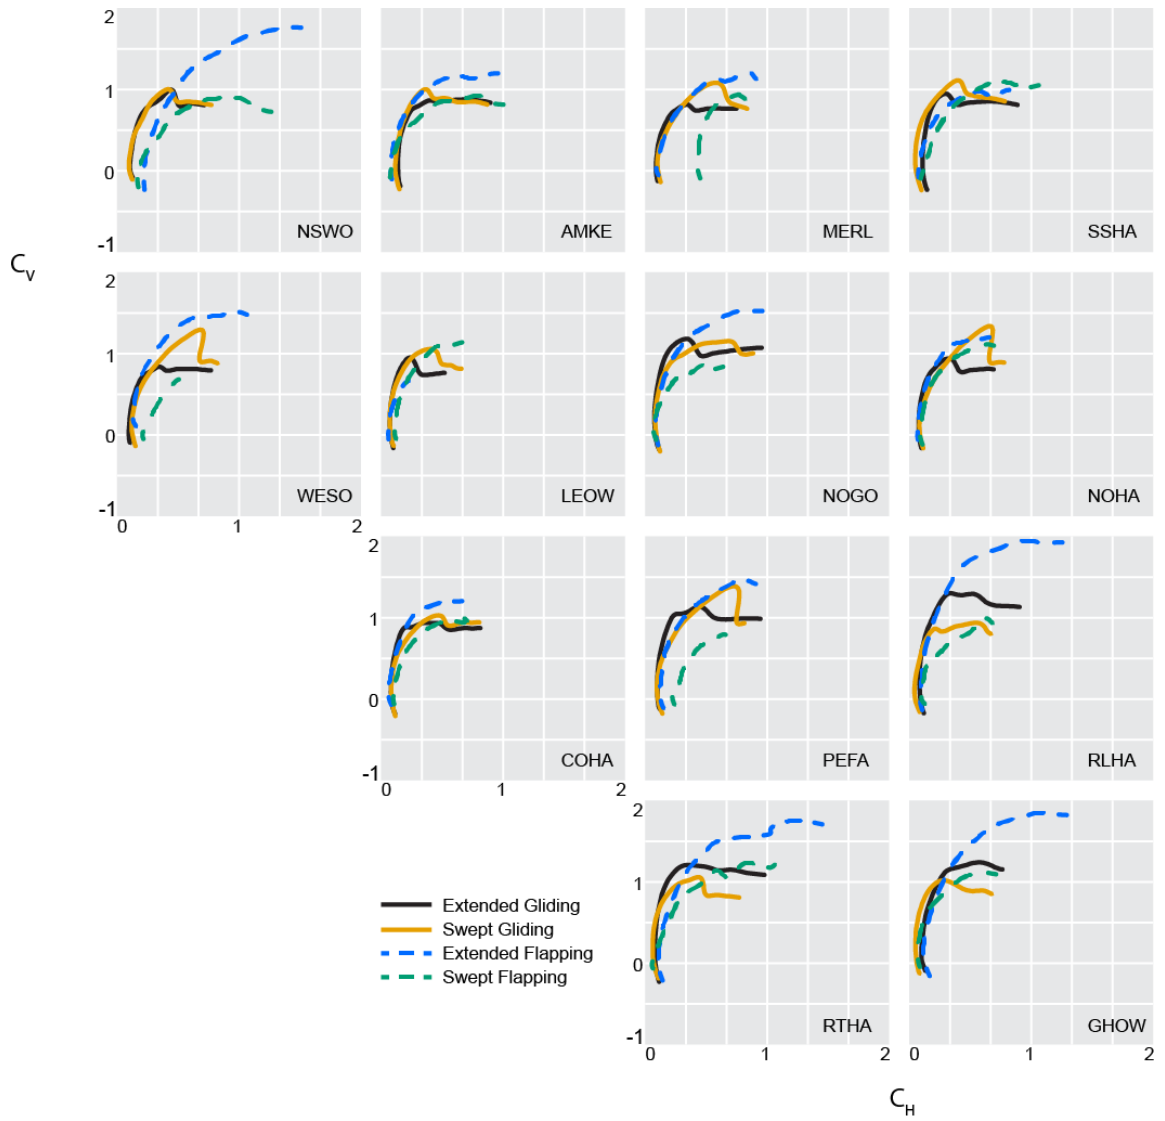 2
1
0
-1
NSWO
AMKE
MERL
SSHA
C_V
2
1
0
-1
WESO
LEOW
NOGO
NOHA
0 1 2
2
1
0
-1
COHA
PEFA
RLHA
0 1 2
2
1
0
-1
RTHA
GHOW
0 1 2
0 1 2
Extended Gliding
Swept Gliding
Extended Flapping
Swept Flapping
C_H